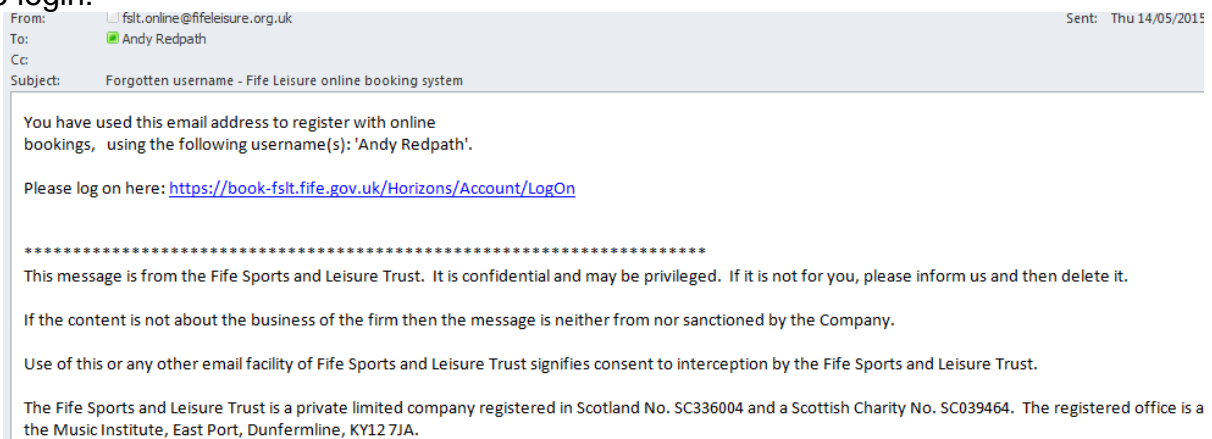 login.
From: fslt.online@fifeleisure.org.uk Sent: Thu 14/05/2015
To: Andy Redpath
Cc:
Subject: Forgotten username - Fife Leisure online booking system
You have used this email address to register with online
bookings, using the following username(s): 'Andy Redpath'.
Please log on here: https://book-fslt.fife.gov.uk/Horizons/Account/LogOn
**********************************************************************
This message is from the Fife Sports and Leisure Trust. It is confidential and may be privileged. If it is not for you, please inform us and then delete it.
If the content is not about the business of the firm then the message is neither from nor sanctioned by the Company.
Use of this or any other email facility of Fife Sports and Leisure Trust signifies consent to interception by the Fife Sports and Leisure Trust.
The Fife Sports and Leisure Trust is a private limited company registered in Scotland No. SC336004 and a Scottish Charity No. SC039464. The registered office is a
the Music Institute, East Port, Dunfermline, KY12 7JA.